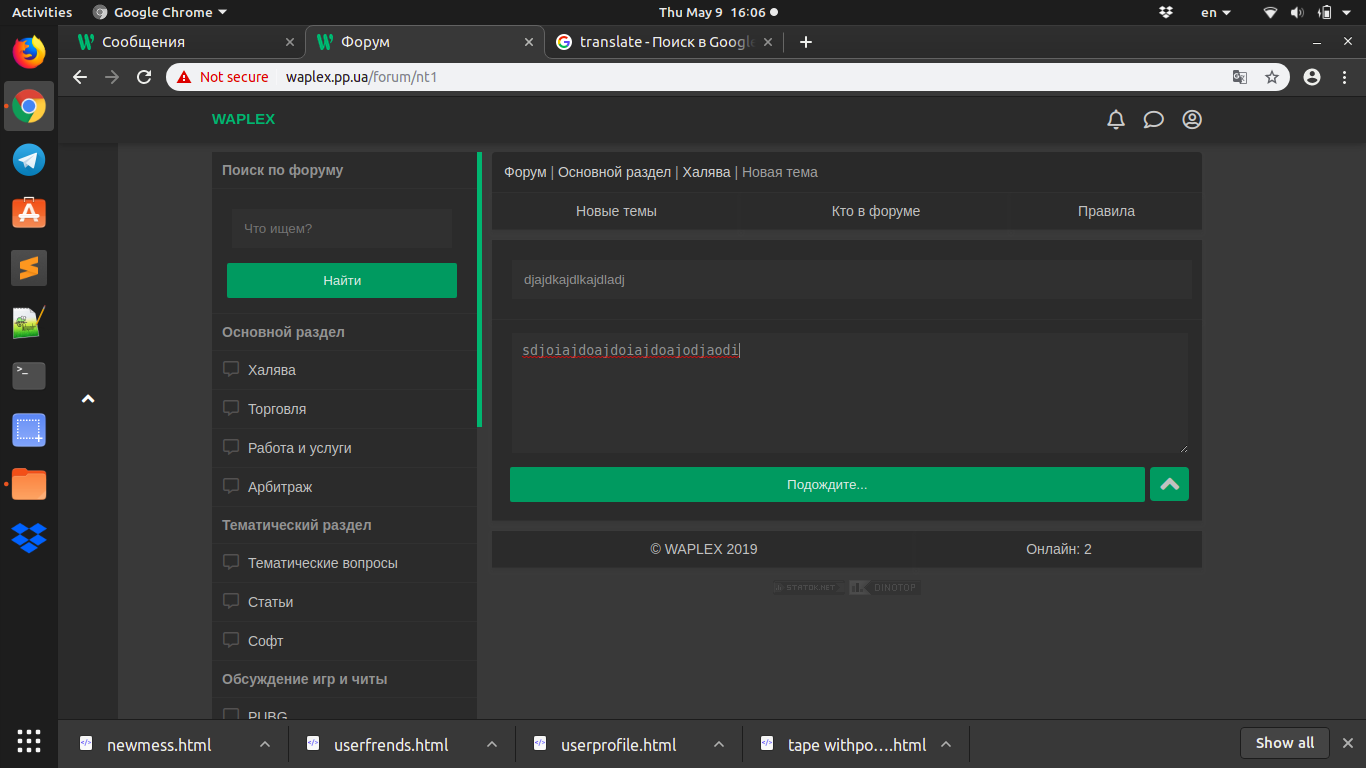 Activities Google Chrome Thu May 9 16:06 en
Сообщения Форум translate - Поиск в Google
Not secure waplex.pp.ua/forum/nt1
WAPLEX
Поиск по форуму
Что ищем?
Найти
Основной раздел
Халява
Торговля
Работа и услуги
Арбитраж
Тематический раздел
Тематические вопросы
Статьи
Софт
Обсуждение игр и читы
PUBG
Форум | Основной раздел | Халява | Новая тема
Новые темы Кто в форуме Правила
djajdkajdlkajdladj
sdjoiajdoajdoiajdoajodjaodi
Подождите...
© WAPLEX 2019 Онлайн: 2
STATOK.NET DINOTOP
newmess.html userfrends.html userprofile.html tape withpo....html Show all